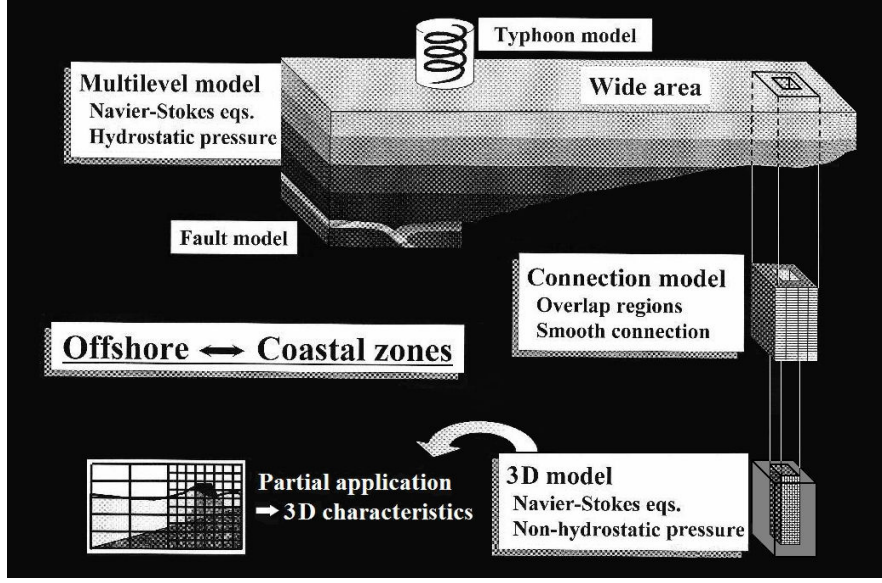 Typhoon model
Multilevel model
Navier-Stokes eqs.
Hydrostatic pressure
Wide area
Fault model
Connection model
Overlap regions
Smooth connection
Offshore ↔ Coastal zones
Partial application
➡ 3D characteristics
3D model
Navier-Stokes eqs.
Non-hydrostatic pressure